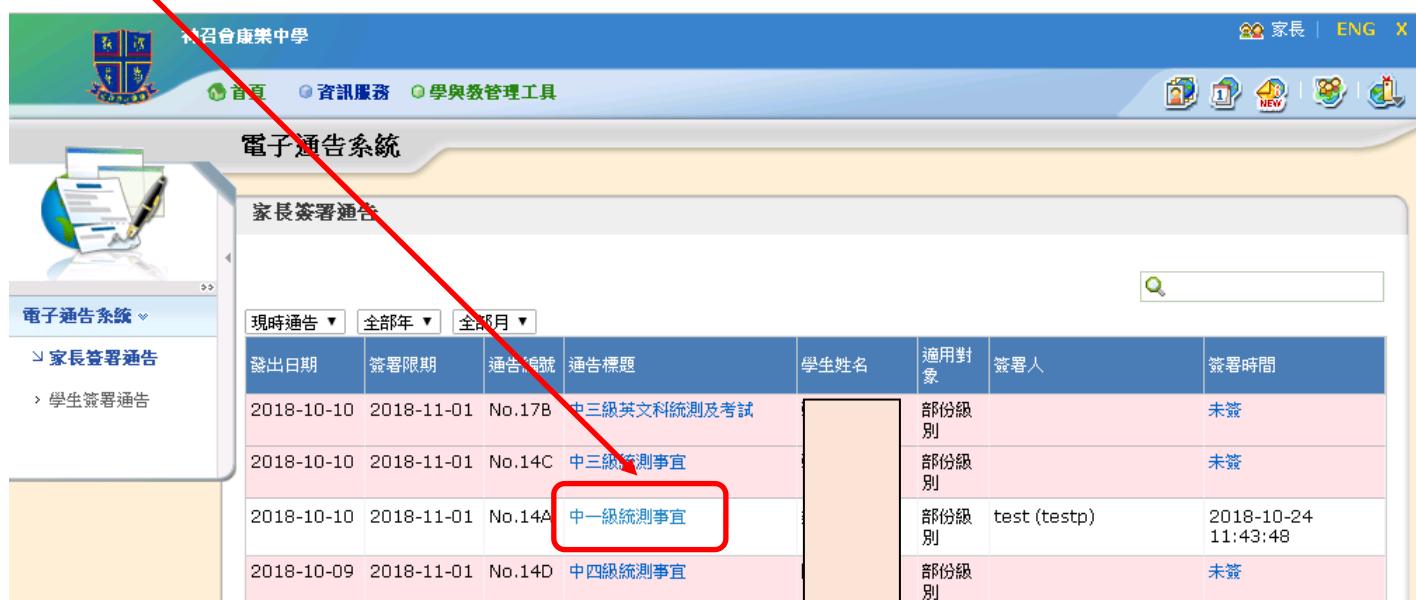 神召會康樂中學
家長 | ENG X
首頁 資訊服務 學與教管理工具
1
NEW
電子通告系統
家長簽署通告
電子通告系統
家長簽署通告
學生簽署通告
現時通告 ▼ 全部年 ▼ 全部月 ▼
發出日期 簽署限期 通告編號 通告標題 學生姓名 適用對象 簽署人 簽署時間
2018-10-10 2018-11-01 No.17B 中三級英文科統測及考試 部份級別 未簽
2018-10-10 2018-11-01 No.14C 中三級統測事宜 部份級別 未簽
2018-10-10 2018-11-01 No.14A 中一級統測事宜 部份級別 test (testp) 2018-10-24 11:43:48
2018-10-09 2018-11-01 No.14D 中四級統測事宜 部份級別 未簽